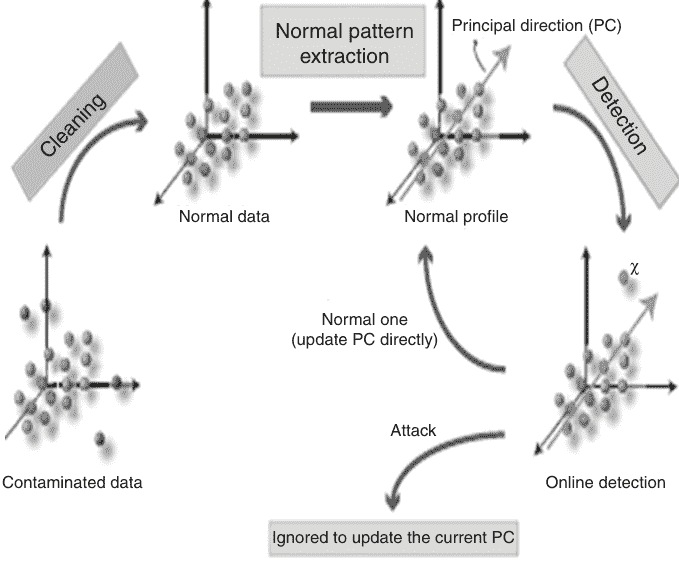 Normal pattern
extraction
Principal direction (PC)
Cleaning
Detection
Normal data
Normal profile
χ
Normal one
(update PC directly)
Attack
Contaminated data
Online detection
Ignored to update the current PC